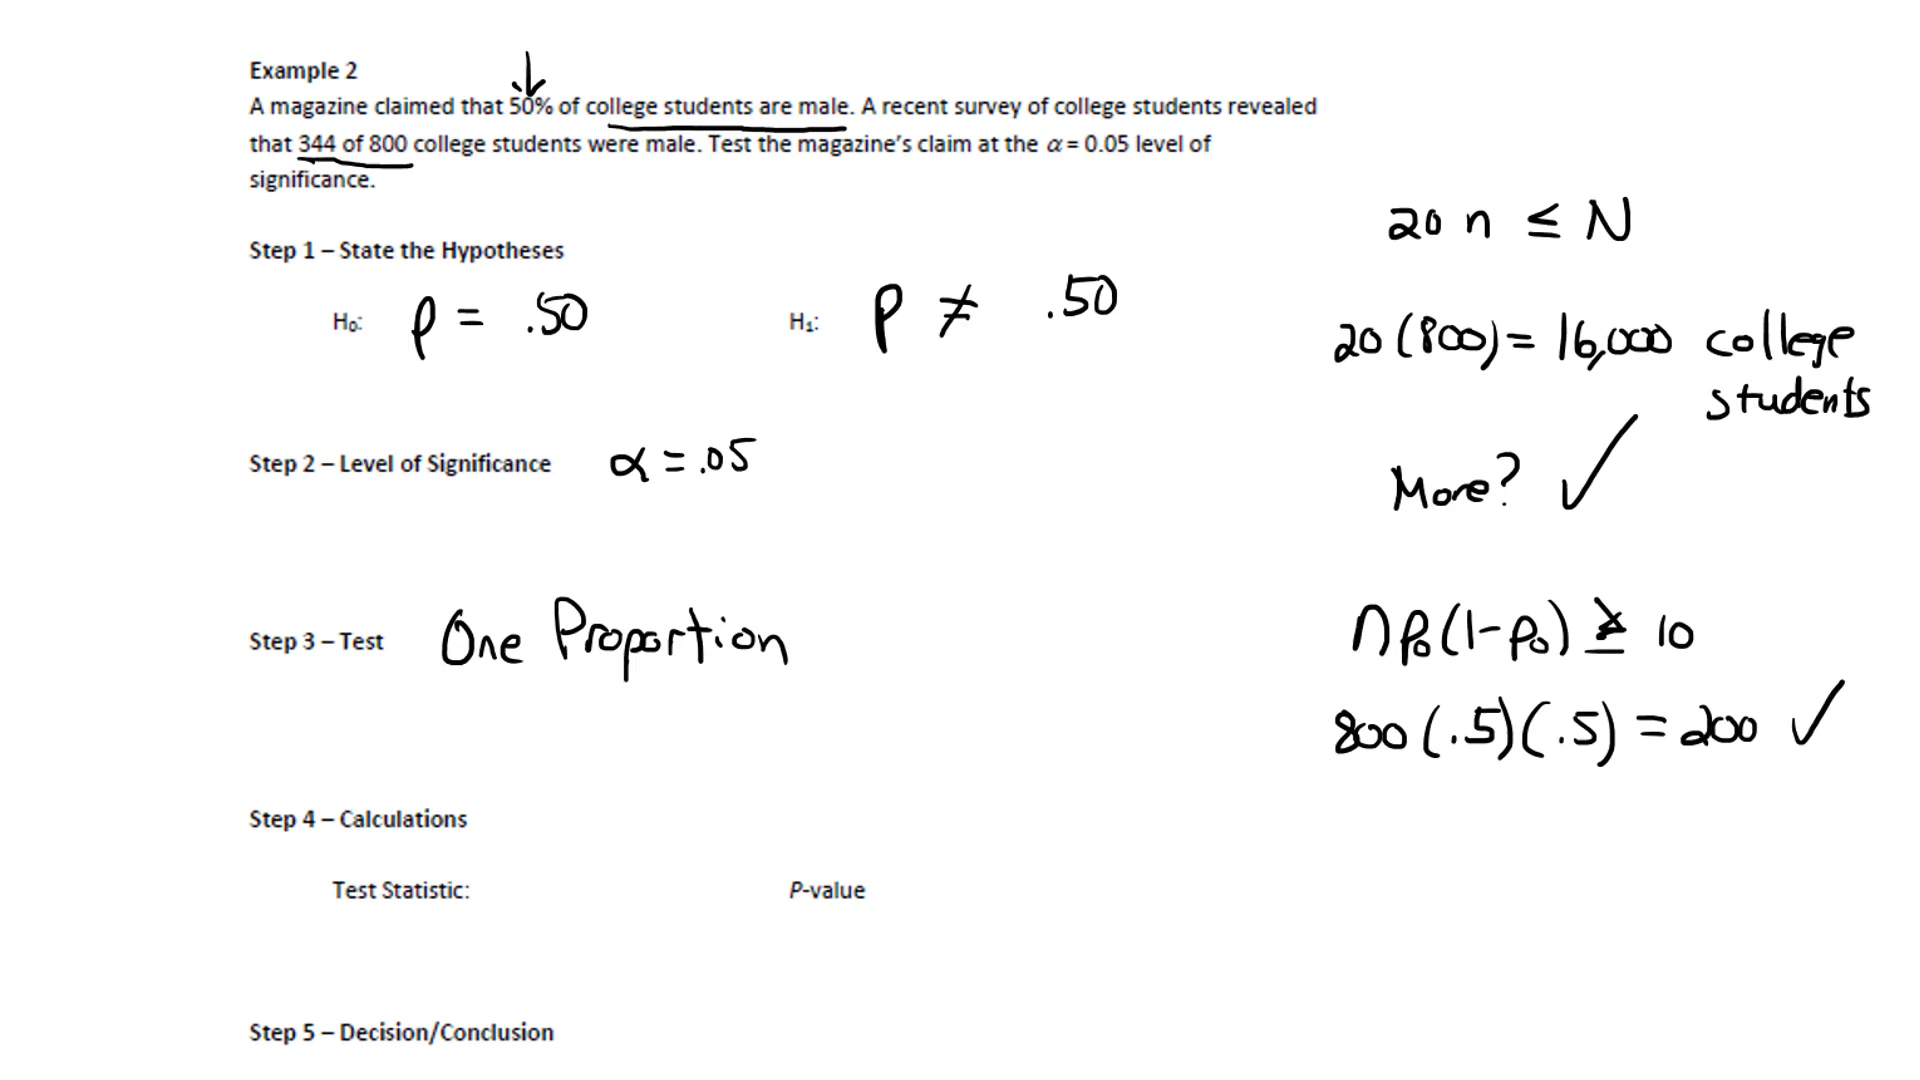 Example 2
A magazine claimed that 50% of college students are male. A recent survey of college students revealed
that 344 of 800 college students were male. Test the magazine's claim at the α = 0.05 level of
significance.
20 n ≤ N
Step 1 – State the Hypotheses
H₀: p = .50 H₁: p ≠ .50
20 (800) = 16,000 college
students
Step 2 – Level of Significance α = .05
More? ✓
Step 3 – Test One Proportion
np₀(1-p₀) ≥ 10
800 (.5)(.5) = 200 ✓
Step 4 – Calculations
Test Statistic: P-value
Step 5 – Decision/Conclusion